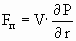 Fп = V · ∂P/∂r